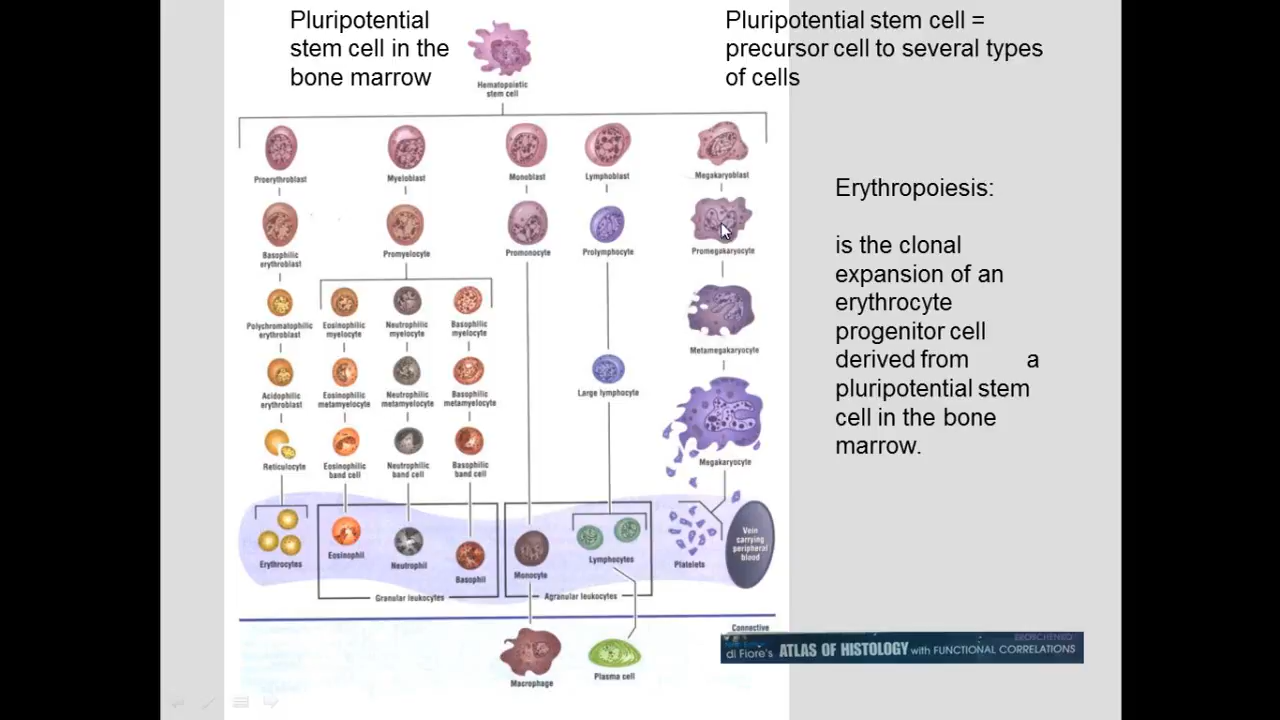 Pluripotential
stem cell in the
bone marrow
Pluripotential stem cell =
precursor cell to several types
of cells
Hematopoietic
stem cell
Proerythroblast
Myeloblast
Monoblast
Lymphoblast
Megakaryoblast
Basophilic
erythroblast
Promyelocyte
Promonocyte
Prolymphocyte
Promegakaryocyte
Polychromatophilic
erythroblast
Eosinophilic
myelocyte
Neutrophilic
myelocyte
Basophilic
myelocyte
Metamegakaryocyte
Acidophilic
erythroblast
Eosinophilic
metamyelocyte
Neutrophilic
metamyelocyte
Basophilic
metamyelocyte
Large lymphocyte
Reticulocyte
Eosinophilic
band cell
Neutrophilic
band cell
Basophilic
band cell
Megakaryocyte
Erythrocytes
Eosinophil
Neutrophil
Basophil
Monocyte
Lymphocytes
Platelets
Vein
carrying
peripheral
blood
Granular leukocytes
Agranular leukocytes
Connective
Macrophage
Plasma cell
Erythropoiesis:
is the clonal
expansion of an
erythrocyte
progenitor cell
derived from a
pluripotential stem
cell in the bone
marrow.
EROSCHENKO
di Fiore's ATLAS OF HISTOLOGY with FUNCTIONAL CORRELATIONS